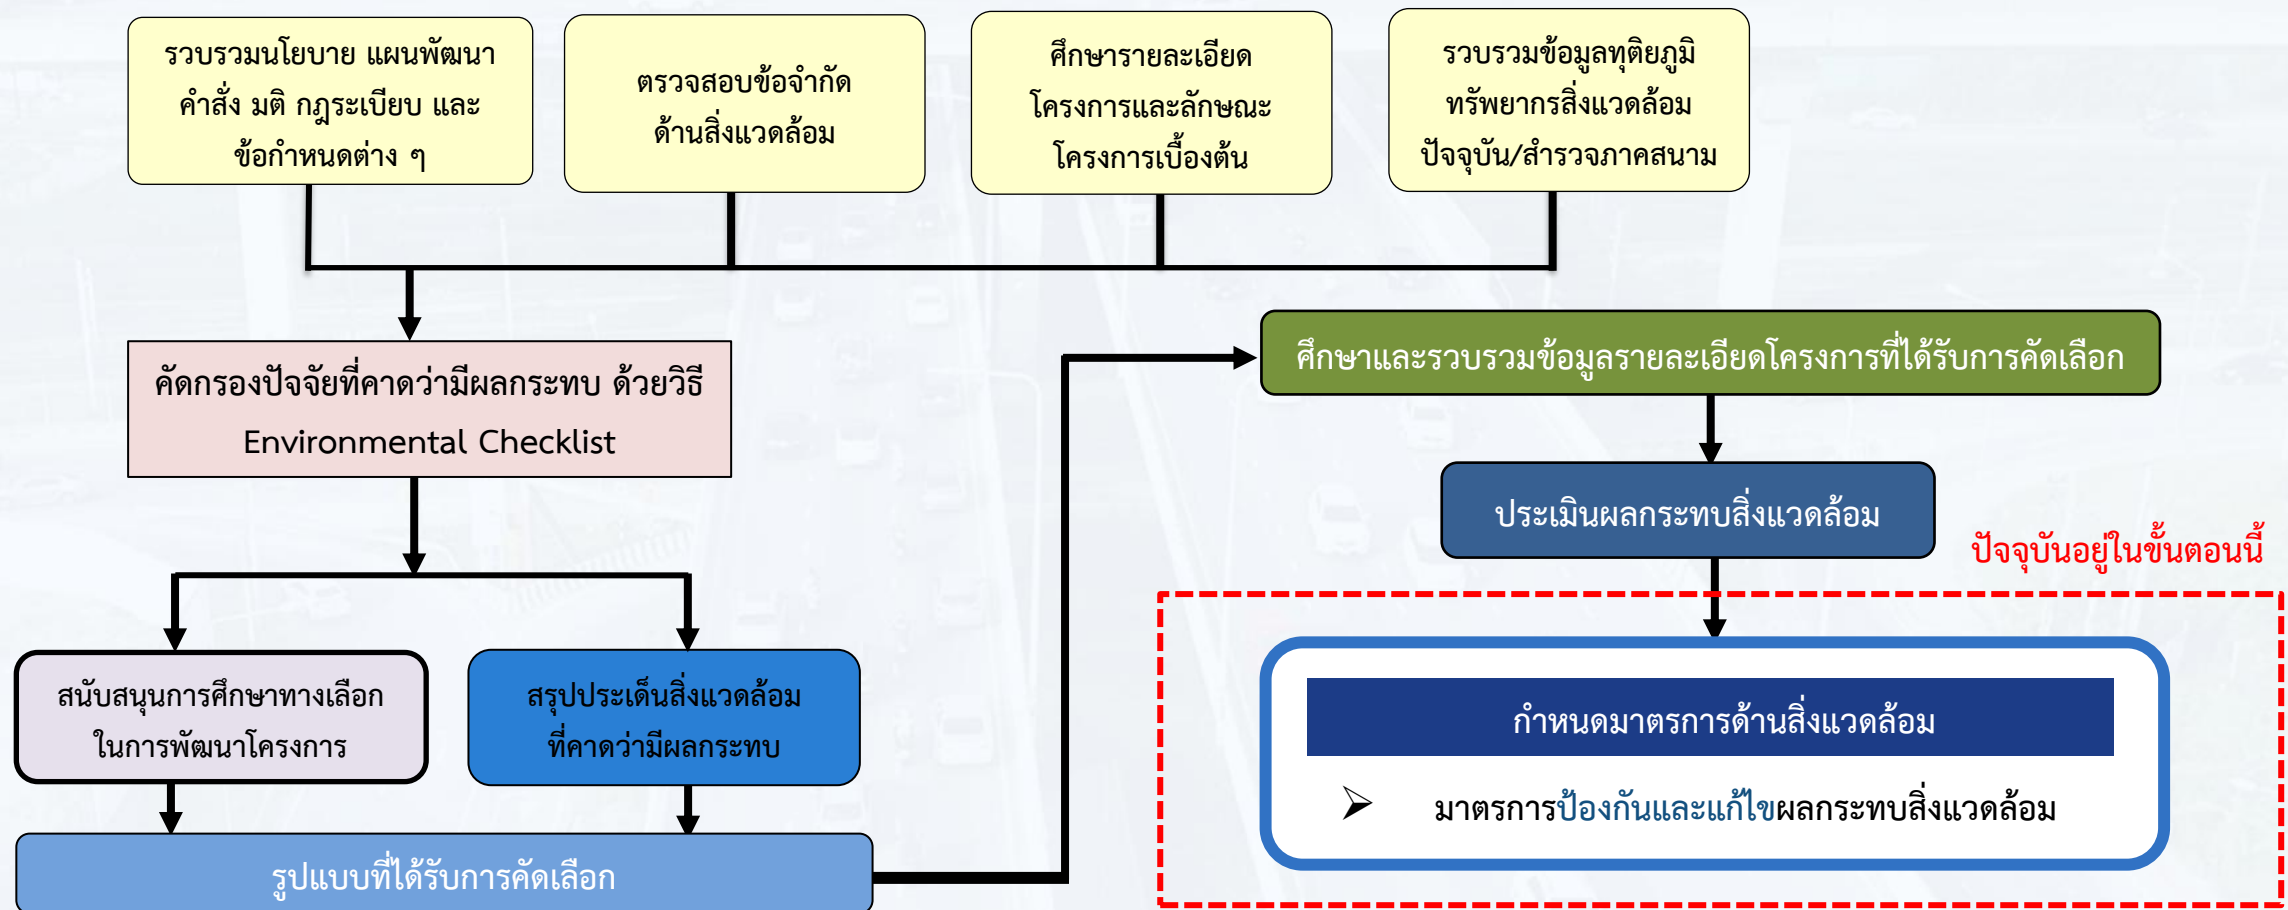 รวบรวมนโยบาย แผนพัฒนา
คำสั่ง มติ กฎระเบียบ และ
ข้อกำหนดต่าง ๆ
ตรวจสอบข้อจำกัด
ด้านสิ่งแวดล้อม
ศึกษารายละเอียด
โครงการและลักษณะ
โครงการเบื้องต้น
รวบรวมข้อมูลทุติยภูมิ
ทรัพยากรสิ่งแวดล้อม
ปัจจุบัน/สำรวจภาคสนาม
คัดกรองปัจจัยที่คาดว่ามีผลกระทบ ด้วยวิธี
Environmental Checklist
สนับสนุนการศึกษาทางเลือก
ในการพัฒนาโครงการ
สรุปประเด็นสิ่งแวดล้อม
ที่คาดว่ามีผลกระทบ
รูปแบบที่ได้รับการคัดเลือก
ศึกษาและรวบรวมข้อมูลรายละเอียดโครงการที่ได้รับการคัดเลือก
ประเมินผลกระทบสิ่งแวดล้อม
ปัจจุบันอยู่ในขั้นตอนนี้
กำหนดมาตรการด้านสิ่งแวดล้อม
➢ มาตรการป้องกันและแก้ไขผลกระทบสิ่งแวดล้อม